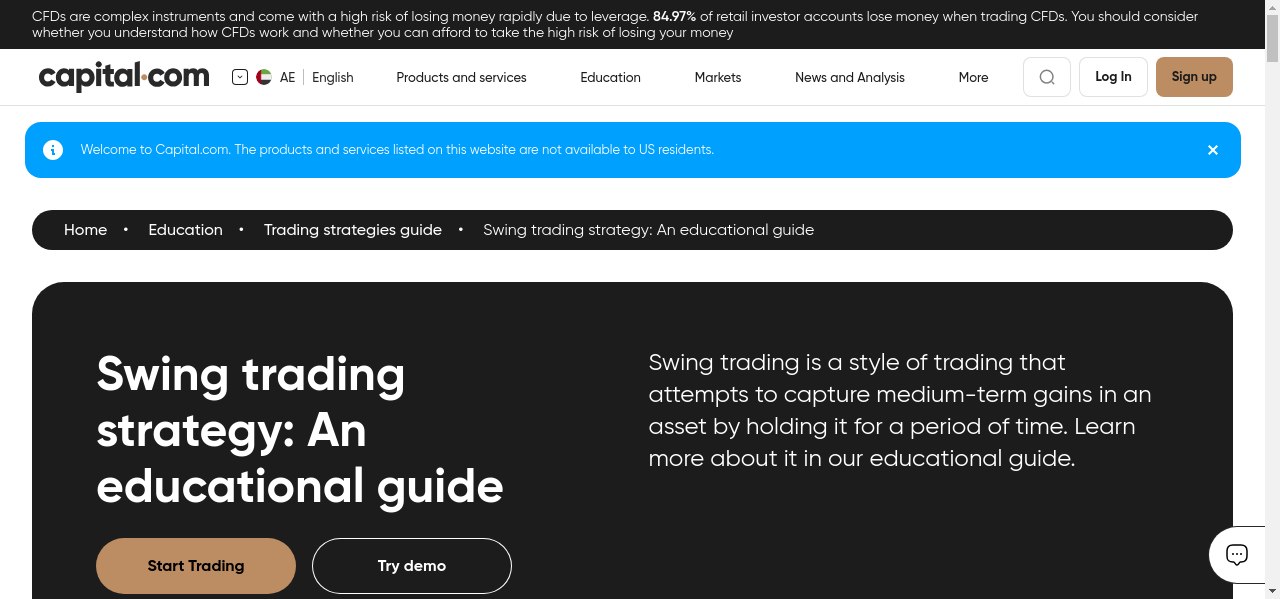 CFDs are complex instruments and come with a high risk of losing money rapidly due to leverage. 84.97% of retail investor accounts lose money when trading CFDs. You should consider
whether you understand how CFDs work and whether you can afford to take the high risk of losing your money
capital.com
AE
English
Products and services
Education
Markets
News and Analysis
More
Log In
Sign up
Welcome to Capital.com. The products and services listed on this website are not available to US residents.
Home • Education • Trading strategies guide • Swing trading strategy: An educational guide
Swing trading
strategy: An
educational guide
Swing trading is a style of trading that
attempts to capture medium-term gains in an
asset by holding it for a period of time. Learn
more about it in our educational guide.
Start Trading
Try demo